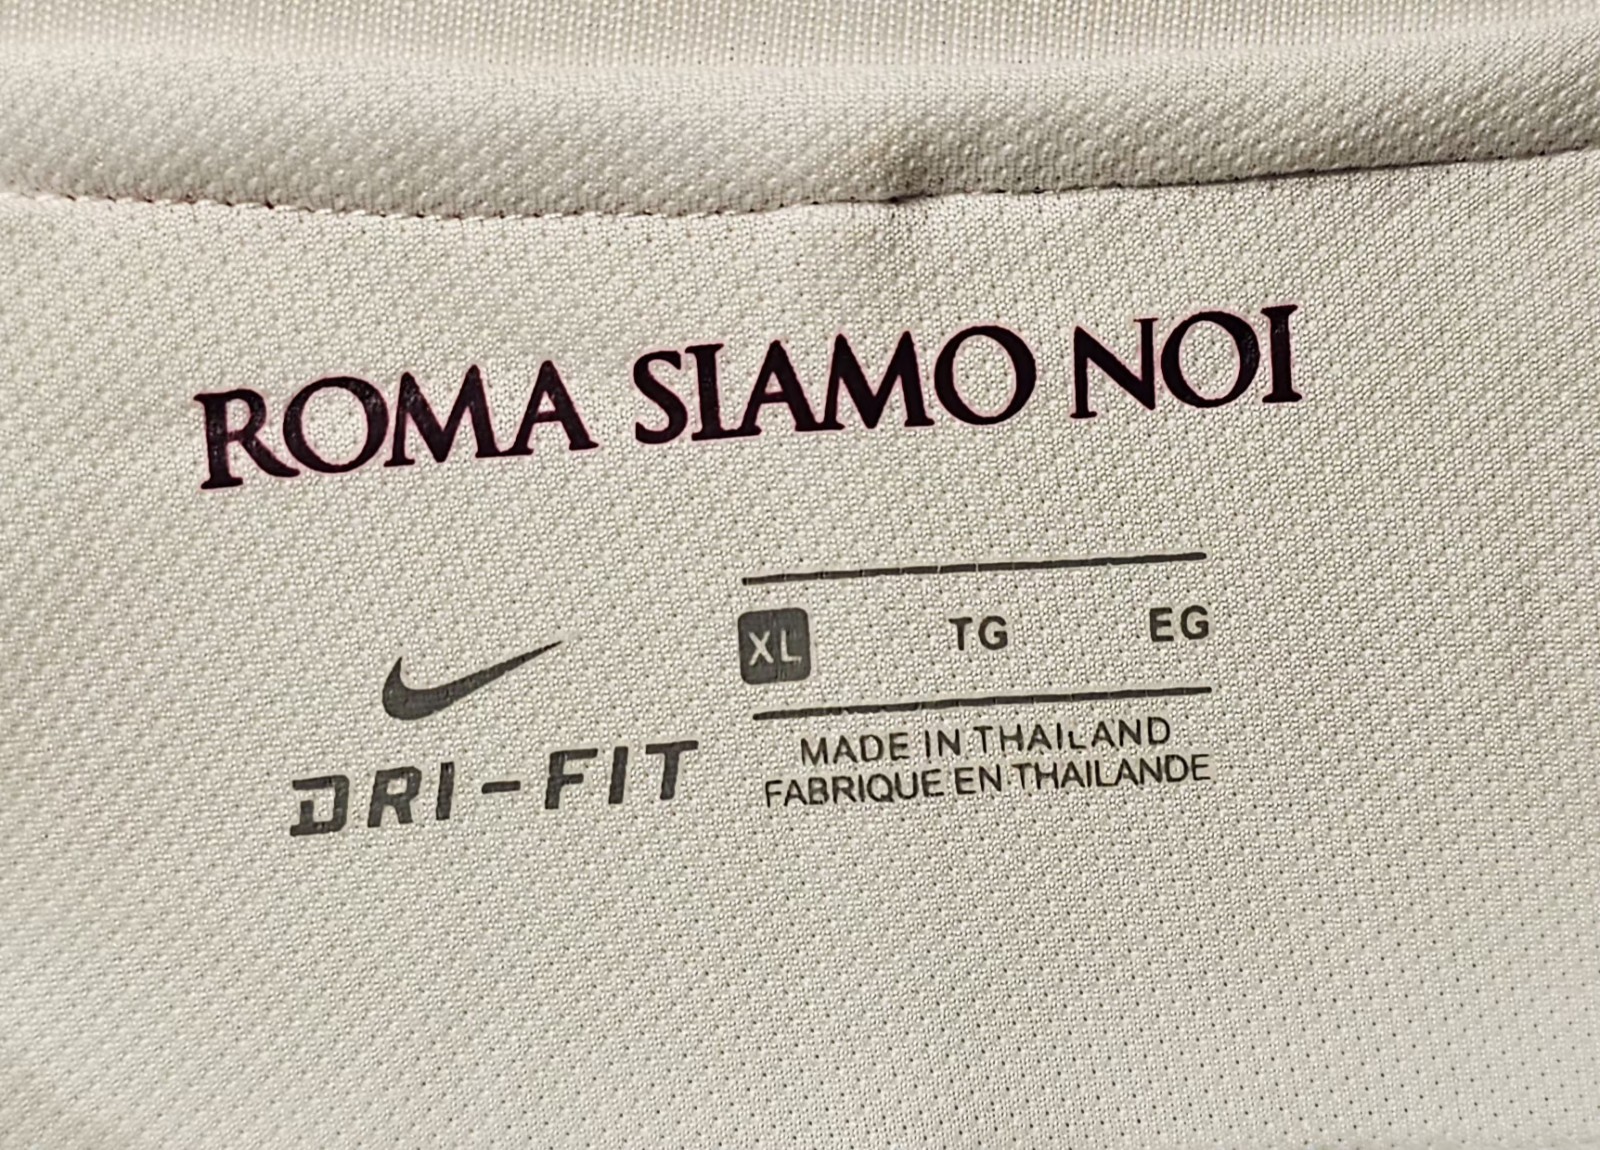 ROMA SIAMO NOI
XL TG EG
DRI-FIT
MADE IN THAILAND
FABRIQUE EN THAILANDE